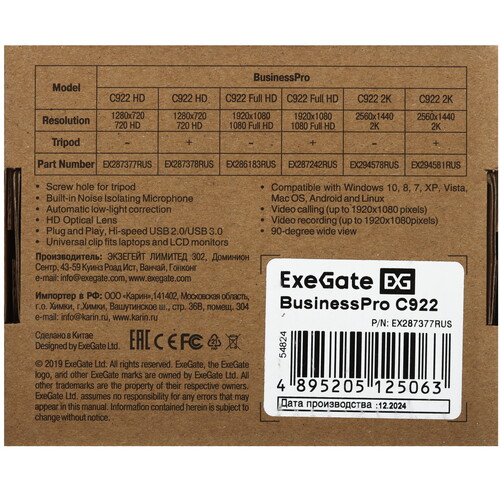 Model
BusinessPro
C922 HD C922 HD C922 Full HD C922 Full HD C922 2K C922 2K
Resolution 1280x720 720 HD 1280x720 720 HD 1920x1080 1080 Full HD 1920x1080 1080 Full HD 2560x1440 2K 2560x1440 2K
Tripod - + - + - +
Part Number EX287377RUS EX287378RUS EX286183RUS EX287242RUS EX294578RUS EX294581RUS
• Screw hole for tripod
• Built-in Noise Isolating Microphone
• Automatic low-light correction
• HD Optical Lens
• Plug and Play, Hi-speed USB 2.0/USB 3.0
• Universal clip fits laptops and LCD monitors
• Compatible with Windows 10, 8, 7, XP, Vista,
Mac OS, Android and Linux
• Video calling (up to 1920x1080 pixels)
• Video recording (up to 1920x1080pixels)
• 90-degree wide view
Производитель: ЭКЗЕГЕЙТ ЛИМИТЕД 302, Доминион
Сентр, 43-59 Куинз Роад Ист, Ванчай, Гонконг
e-mail: info@exegate.com, www.exegate.com
Импортер в РФ: ООО «Карин»,141402, Московская область,
г.о. г.Химки, Вашутинское ш., стр. 36В, помещ. 304
e-mail: info@karin.ru, www.karin.ru
Сделано в Китае
Designed by ExeGate Ltd.
EAC CE
© 2019 ExeGate Ltd. All rights reserved. ExeGate, the ExeGate
logo, and other ExeGate marks are owned by ExeGate Ltd. All
other trademarks are the property of their respective owners.
ExeGate Ltd. assumes no responsibility for any errors that may
appear in this manual. Information contained herein is subject to
change without notice.
ExeGate EXG
BusinessPro C922
P/N: EX287377RUS
54824
4 895205 125063
Дата производства :12.2024